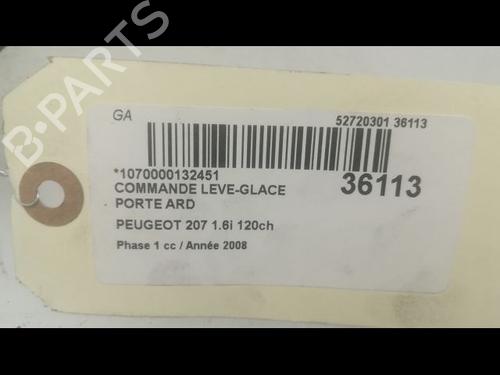 GA
52720301 36113
*1070000132451
36113
COMMANDE LEVE-GLACE
PORTE ARD
PEUGEOT 207 1.6i 120ch
Phase 1 cc / Année 2008
B-PARTS